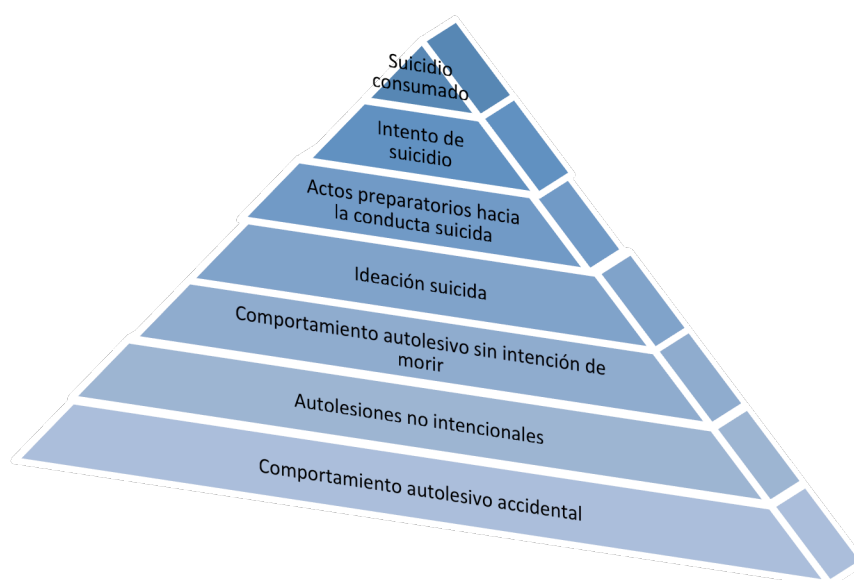 Suicidio
consumado
Intento de
suicidio
Actos preparatorios hacia
la conducta suicida
Ideación suicida
Comportamiento autolesivo sin intención de
morir
Autolesiones no intencionales
Comportamiento autolesivo accidental